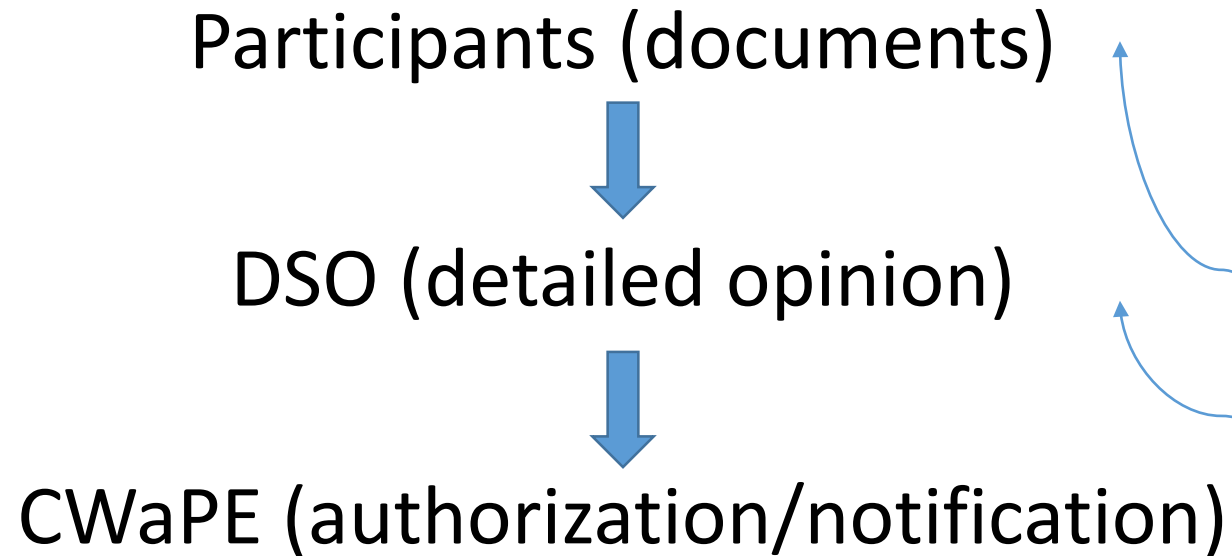 Participants (documents)
DSO (detailed opinion)
CWaPE (authorization/notification)